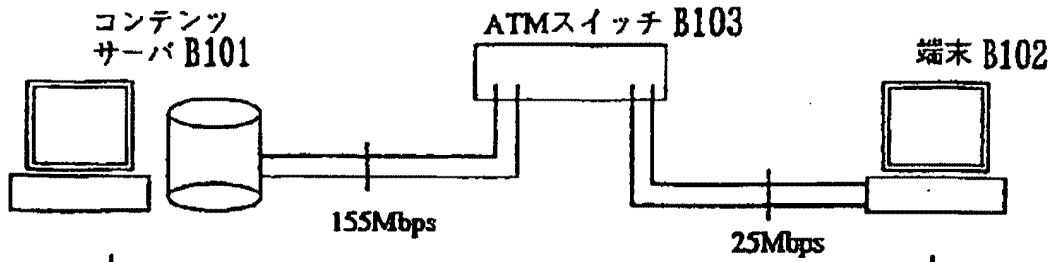 コンテンツ
サーバ B101
ATMスイッチ B103
端末 B102
155Mbps
25Mbps